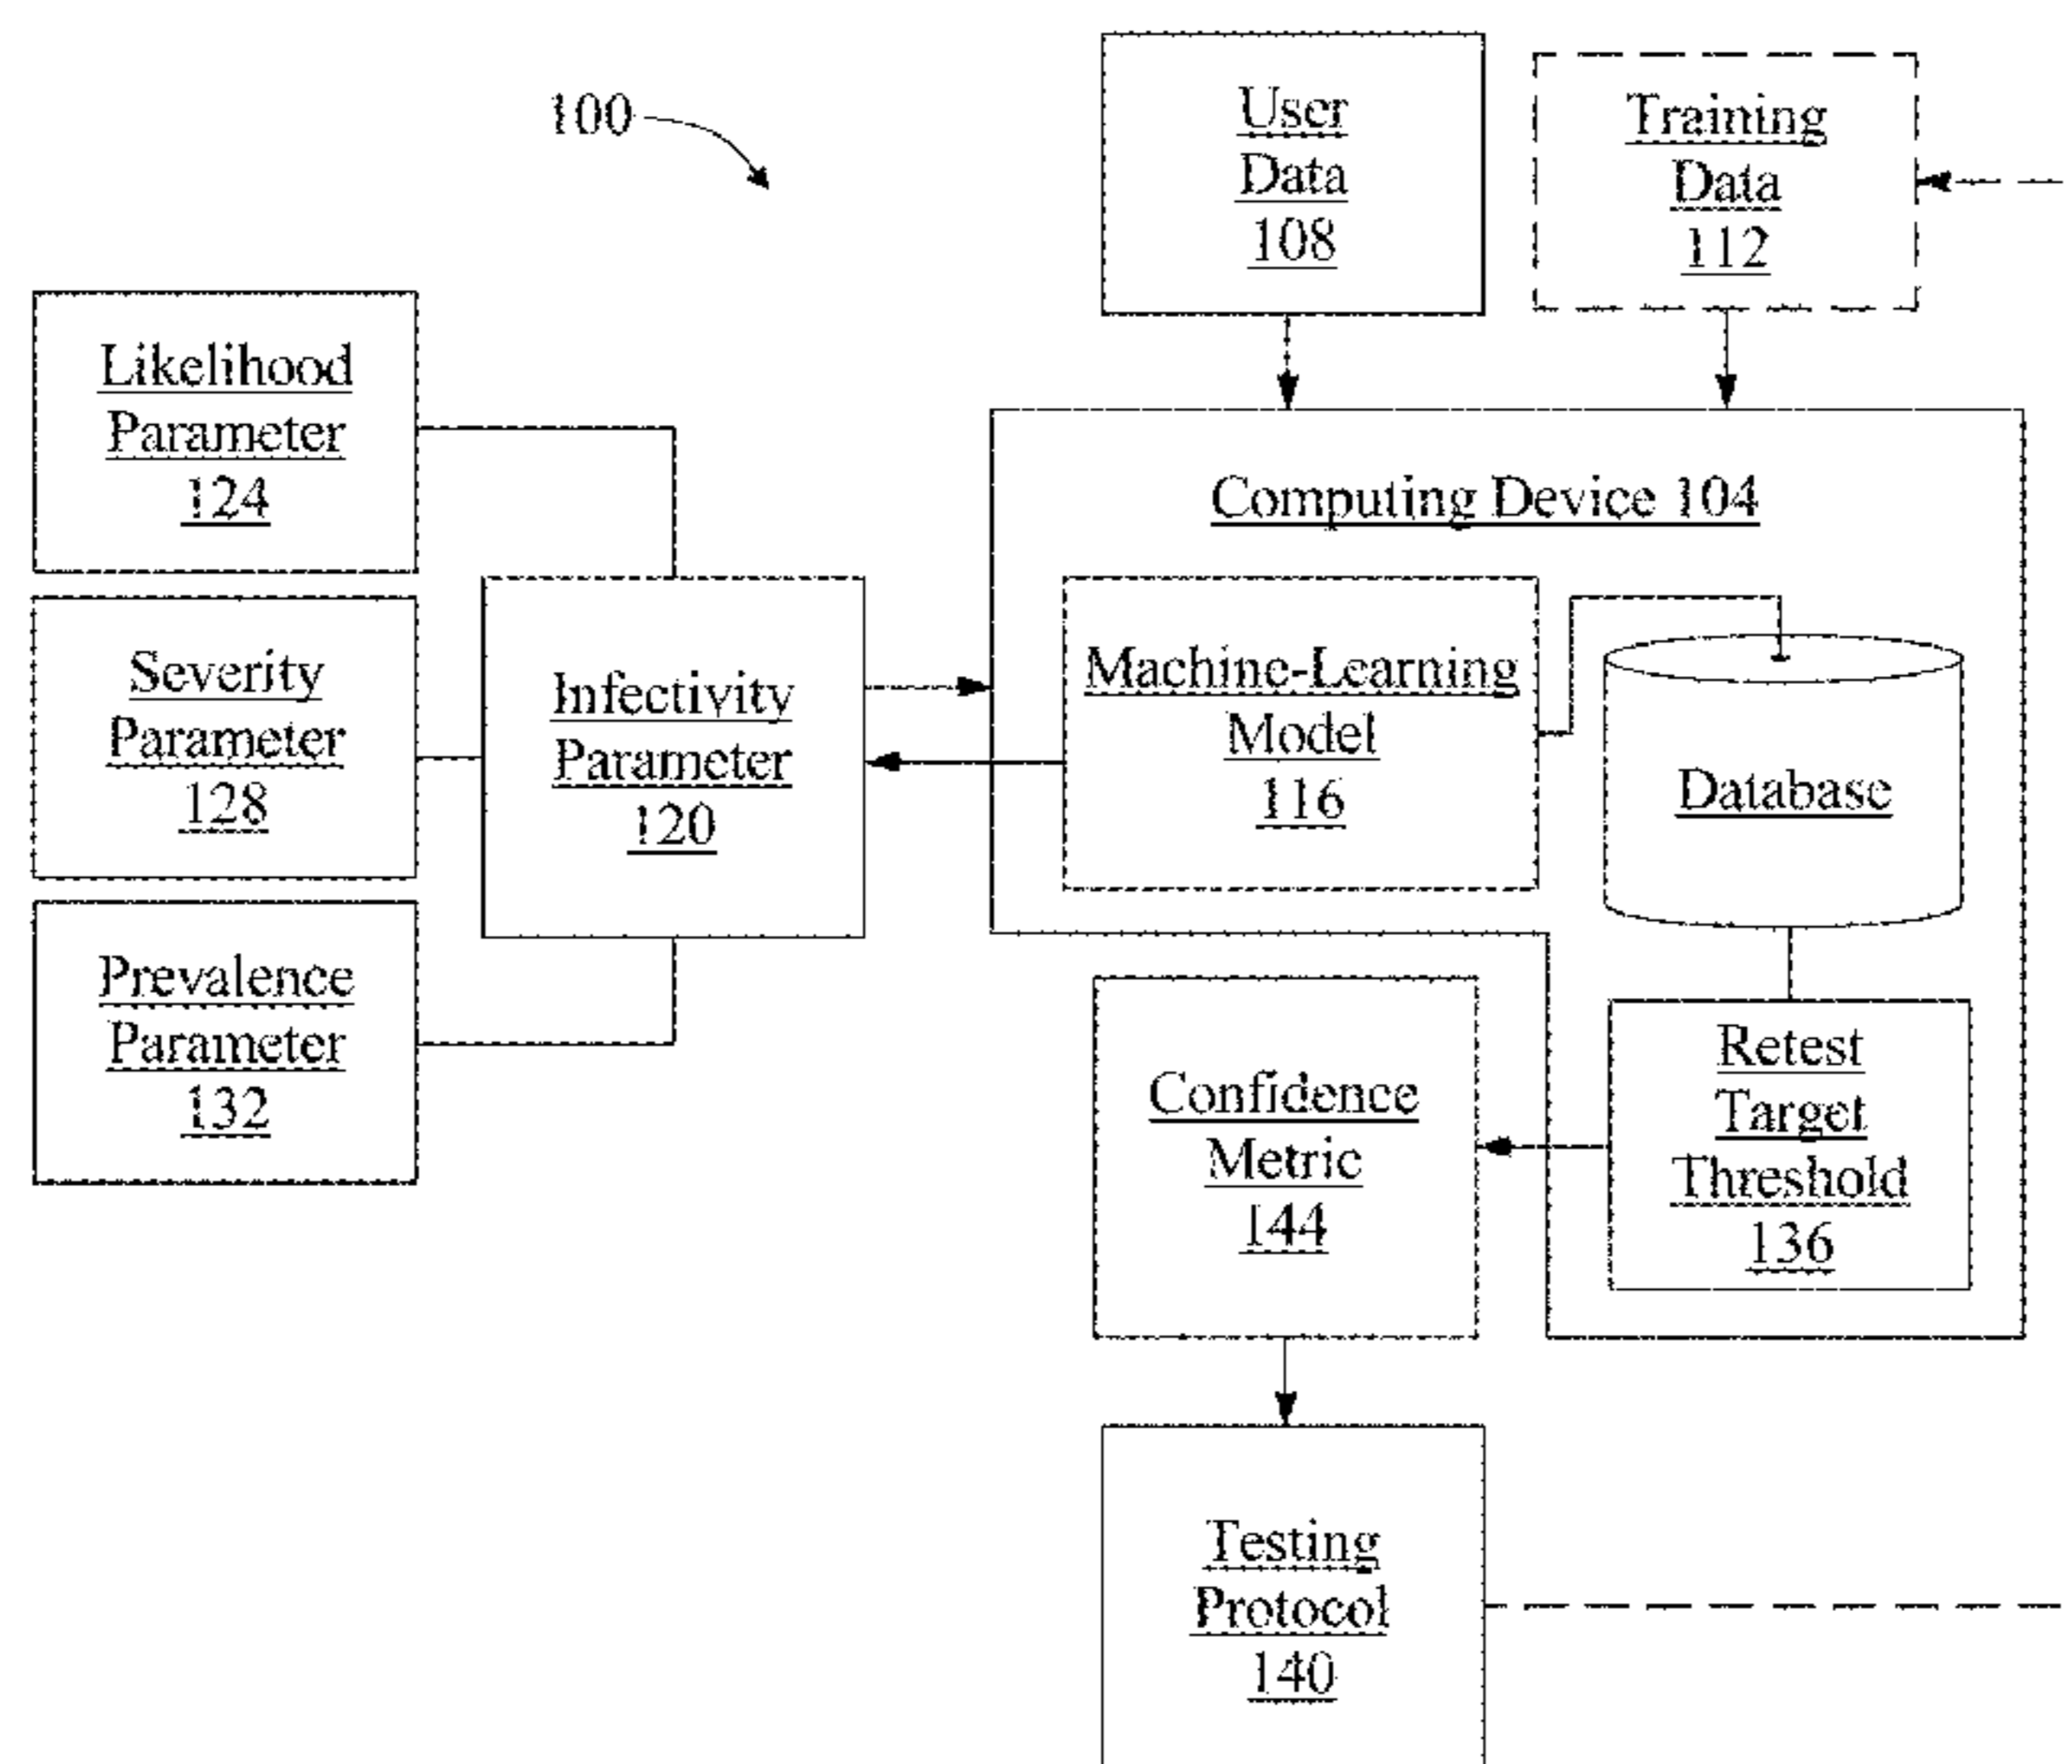 100
User
Data
108
Training
Data
112
Likelihood
Parameter
124
Severity
Parameter
128
Prevalence
Parameter
132
Infectivity
Parameter
120
Computing Device 104
Machine-Learning
Model
116
Database
Retest
Target
Threshold
136
Confidence
Metric
144
Testing
Protocol
140